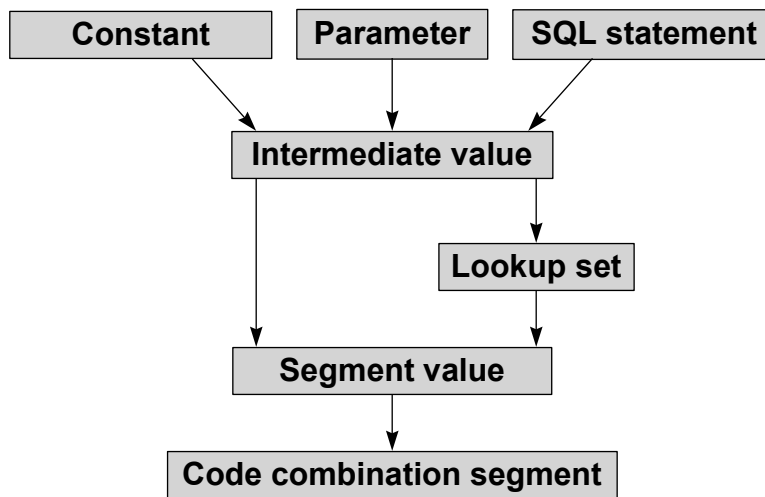 Constant
Parameter
SQL statement
Intermediate value
Lookup set
Segment value
Code combination segment